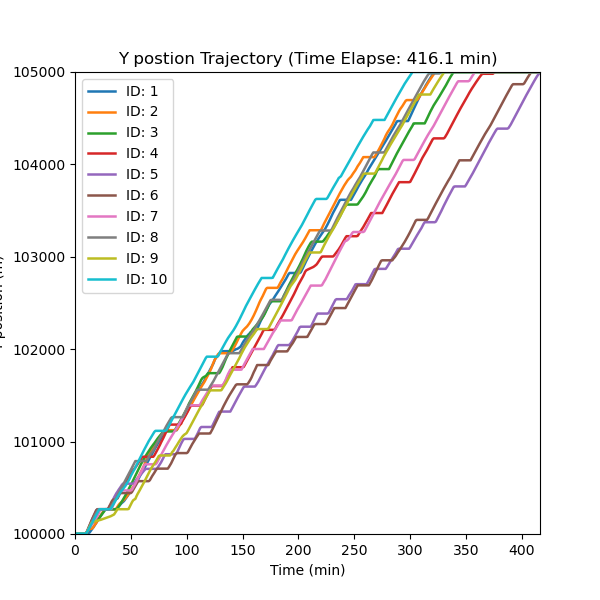 Y postion Trajectory (Time Elapse: 416.1 min)
105000
104000
103000
102000
101000
100000
ID: 1
ID: 2
ID: 3
ID: 4
ID: 5
ID: 6
ID: 7
ID: 8
ID: 9
ID: 10
0 50 100 150 200 250 300 350 400
Time (min)